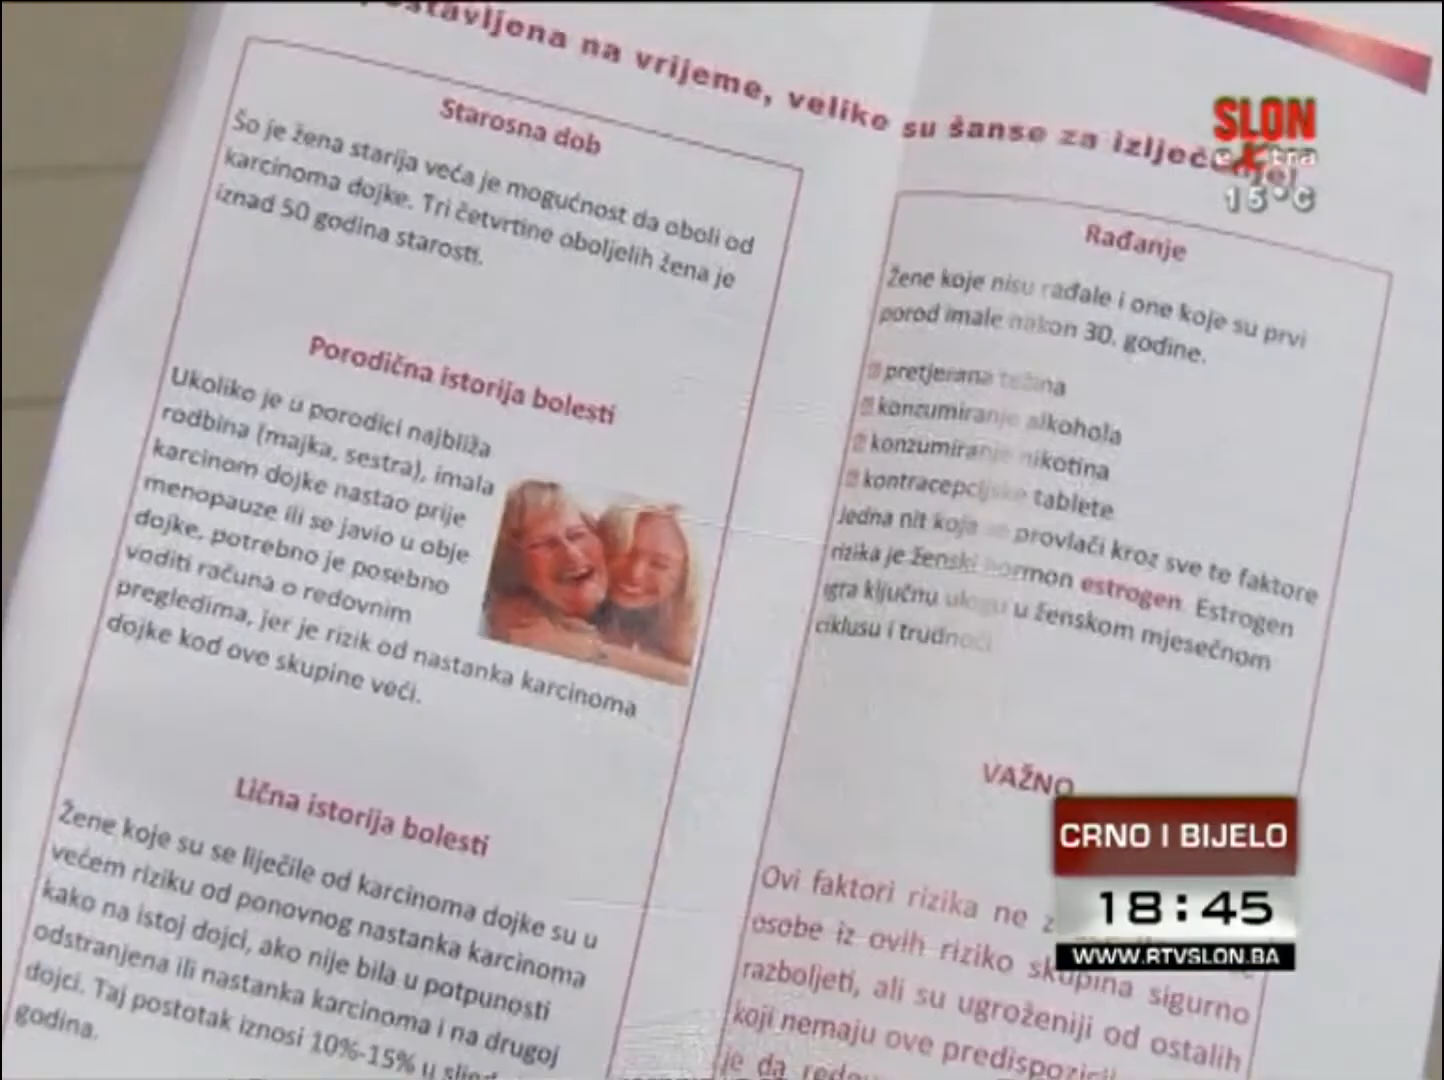 na vrijeme, velike su šanse za izlječenje!
Starosna dob
Šo je žena starija veća je mogućnost da oboli od
karcinoma dojke. Tri četvrtine oboljelih žena je
iznad 50 godina starosti.
Porodična istorija bolesti
Ukoliko je u porodici najbliža
rodbina (majka, sestra), imala
karcinom dojke nastao prije
menopauze ili se javio u obje
dojke, potrebno je posebno
voditi računa o redovnim
pregledima, jer je rizik od nastanka karcinoma
dojke kod ove skupine veći.
Lična istorija bolesti
Žene koje su se liječile od karcinoma dojke su u
većem riziku od ponovnog nastanka karcinoma
kako na istoj dojci, ako nije bila u potpunosti
odstranjena ili nastanka karcinoma i na drugoj
dojci. Taj postotak iznosi 10%-15% u
godina.
Rađanje
Žene koje nisu rađale i one koje su prvi
porod imale nakon 30. godine.
pretjerana težina
konzumiranje alkohola
konzumiranje nikotina
kontracepcijske tablete
Jedna nit koja se provlači kroz sve te faktore
rizika je ženski hormon estrogen. Estrogen
igra ključnu ulogu u ženskom mjesečnom
ciklusu i trudnoći.
VAŽNO
Ovi faktori rizika ne
osobe iz ovih riziko skupina sigurno
razboljeti, ali su ugroženiji od ostalih
koji nemaju ove
je da
SLON
extra
15°C
CRNO I BIJELO
18:45
WWW.RTVSLON.BA